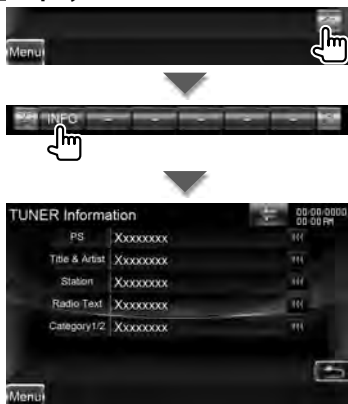 Menu
INFO
TUNER Information
00:00:0000
00:00 PM
PS Xxxxxxxx
Title & Artist Xxxxxxxx
Station Xxxxxxxx
Radio Text Xxxxxxxx
Category1/2 Xxxxxxxx
Menu